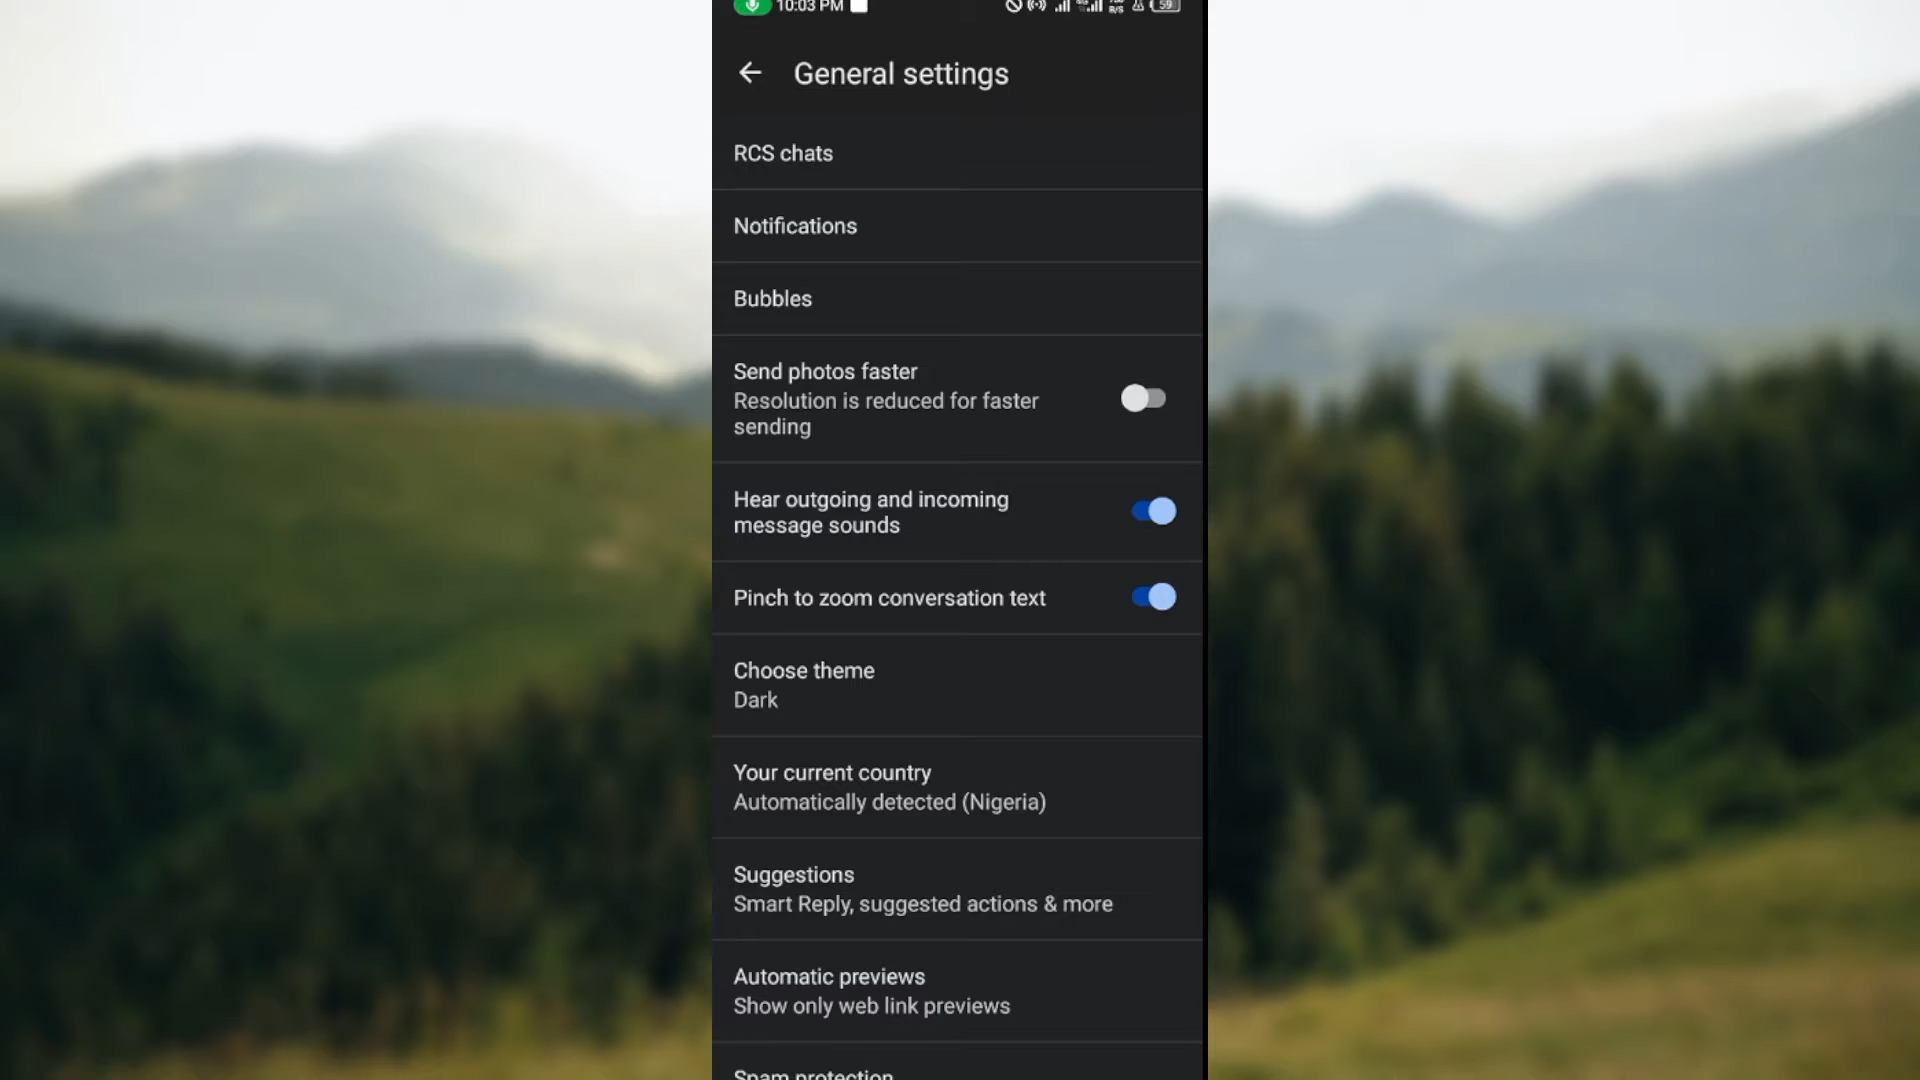 10:03 PM
59
General settings
RCS chats
Notifications
Bubbles
Send photos faster
Resolution is reduced for faster
sending
Hear outgoing and incoming
message sounds
Pinch to zoom conversation text
Choose theme
Dark
Your current country
Automatically detected (Nigeria)
Suggestions
Smart Reply, suggested actions & more
Automatic previews
Show only web link previews
Spam protection